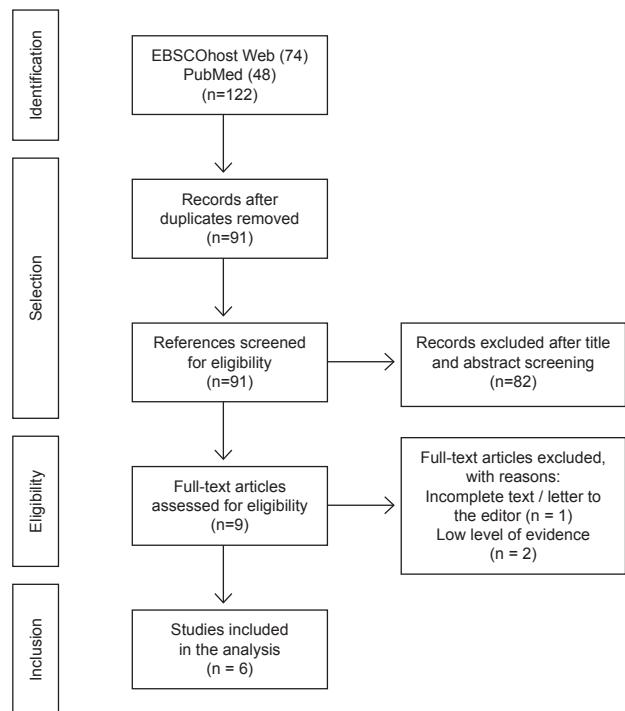 Identification
EBSCOhost Web (74)
PubMed (48)
(n=122)
Selection
Records after
duplicates removed
(n=91)
References screened
for eligibility
(n=91)
Records excluded after title
and abstract screening
(n=82)
Eligibility
Full-text articles
assessed for eligibility
(n=9)
Full-text articles excluded,
with reasons:
Incomplete text / letter to
the editor (n = 1)
Low level of evidence
(n = 2)
Inclusion
Studies included
in the analysis
(n = 6)